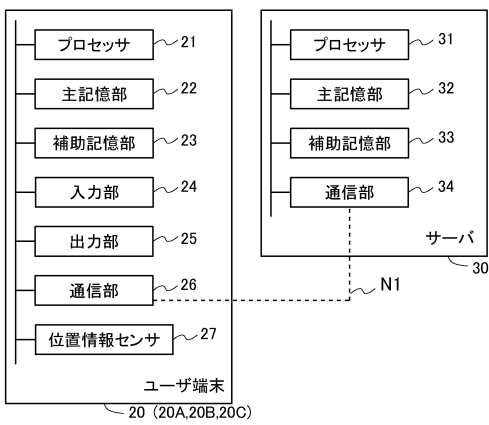 プロセッサ 21
主記憶部 22
補助記憶部 23
入力部 24
出力部 25
通信部 26
位置情報センサ 27
ユーザ端末
20 (20A,20B,20C)
プロセッサ 31
主記憶部 32
補助記憶部 33
通信部 34
サーバ
30
N1